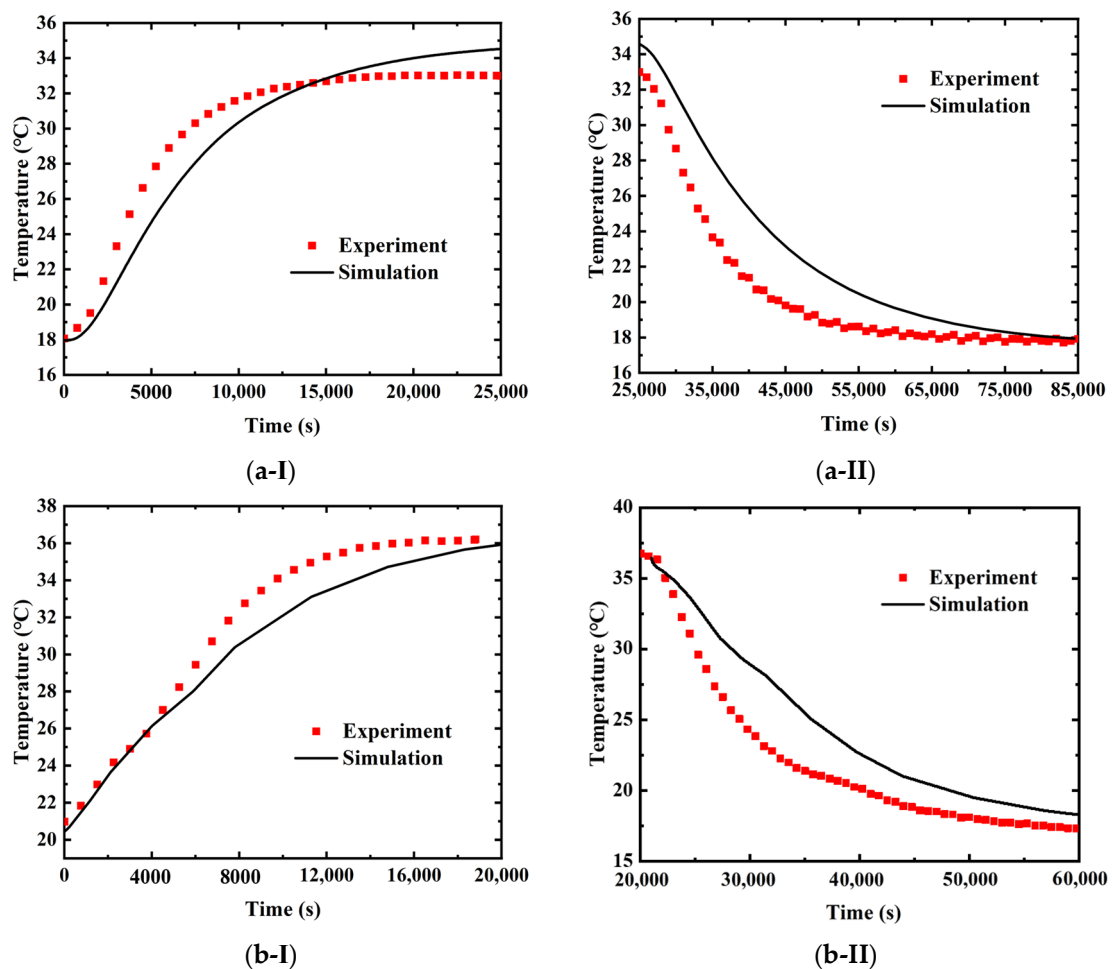 36
34
32
30
28
26
24
22
20
18
16
Temperature (℃)
Experiment
Simulation
0 5000 10,000 15,000 20,000 25,000
Time (s)
(a-I)
36
34
32
30
28
26
24
22
20
18
16
Temperature (℃)
Experiment
Simulation
25,000 35,000 45,000 55,000 65,000 75,000 85,000
Time (s)
(a-II)
38
36
34
32
30
28
26
24
22
20
Temperature (℃)
Experiment
Simulation
0 4000 8000 12,000 16,000 20,000
Time (s)
(b-I)
40
35
30
25
20
15
Temperature (℃)
Experiment
Simulation
20,000 30,000 40,000 50,000 60,000
Time (s)
(b-II)